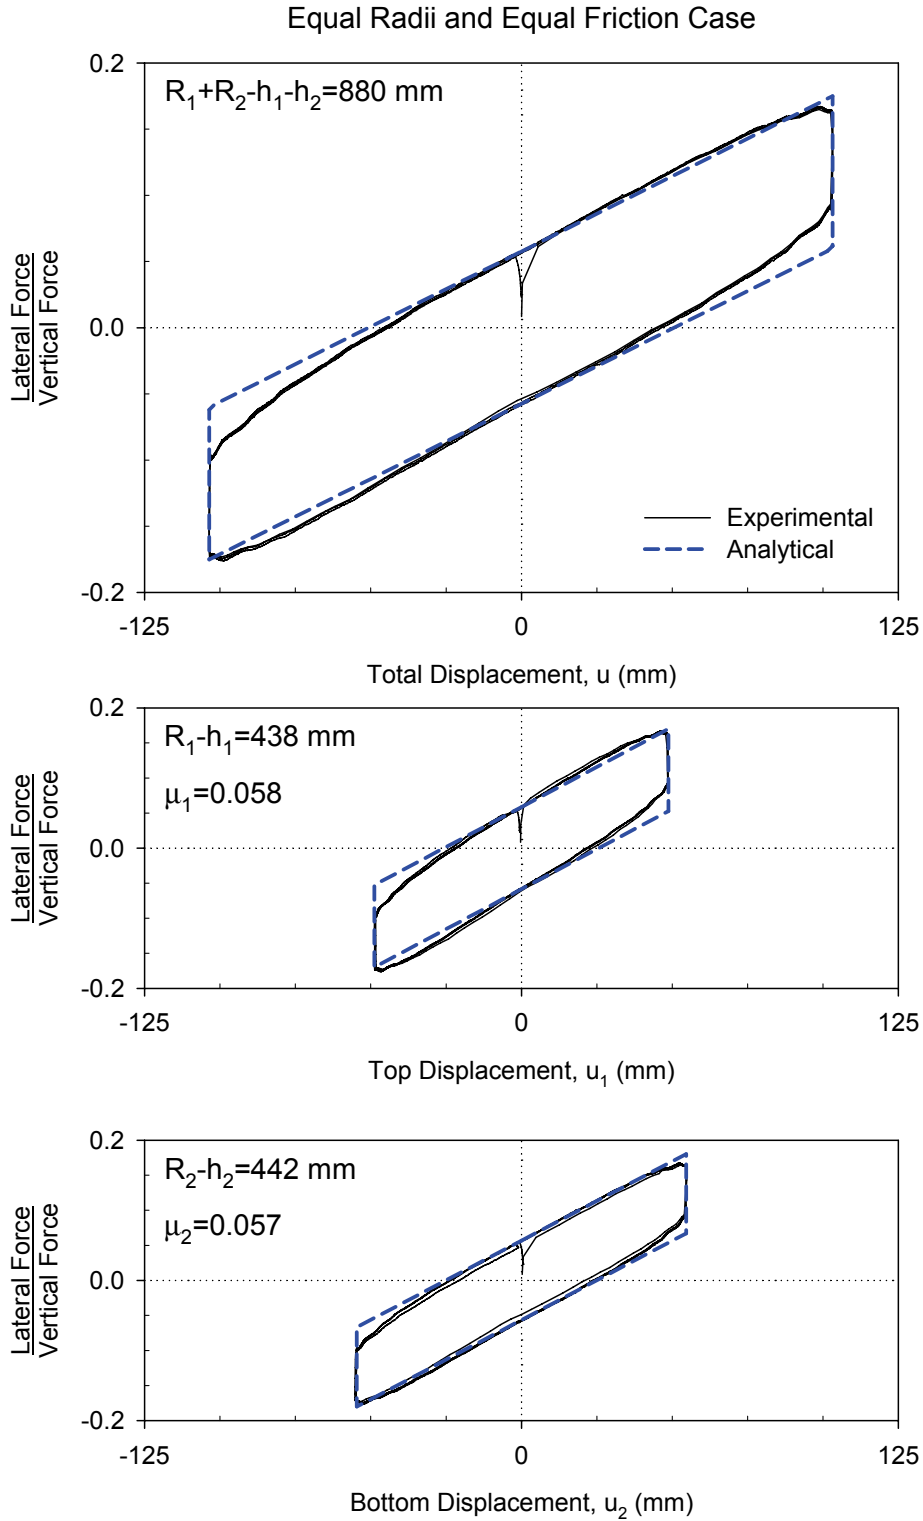 Equal Radii and Equal Friction Case
0.2
R₁+R₂-h₁-h₂=880 mm
Lateral Force
Vertical Force
0.0
Experimental
Analytical
-0.2
-125
0
125
Total Displacement, u (mm)
0.2
R₁-h₁=438 mm
μ₁=0.058
Lateral Force
Vertical Force
0.0
-0.2
-125
0
125
Top Displacement, u₁ (mm)
0.2
R₂-h₂=442 mm
μ₂=0.057
Lateral Force
Vertical Force
0.0
-0.2
-125
0
125
Bottom Displacement, u₂ (mm)